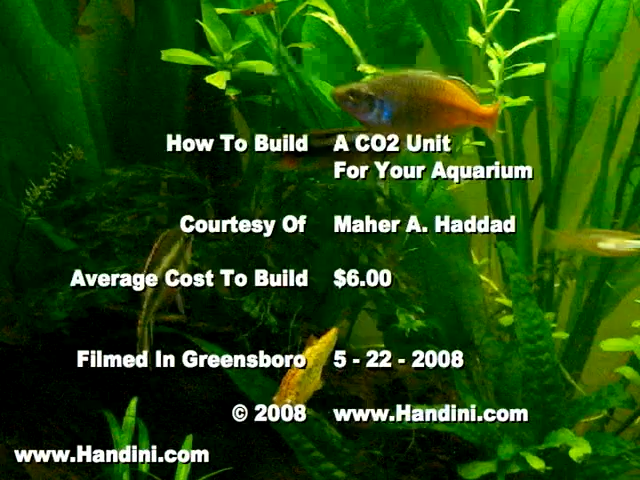 How To Build A CO2 Unit
For Your Aquarium
Courtesy Of Maher A. Haddad
Average Cost To Build $6.00
Filmed In Greensboro 5 - 22 - 2008
© 2008 www.Handini.com
www.Handini.com